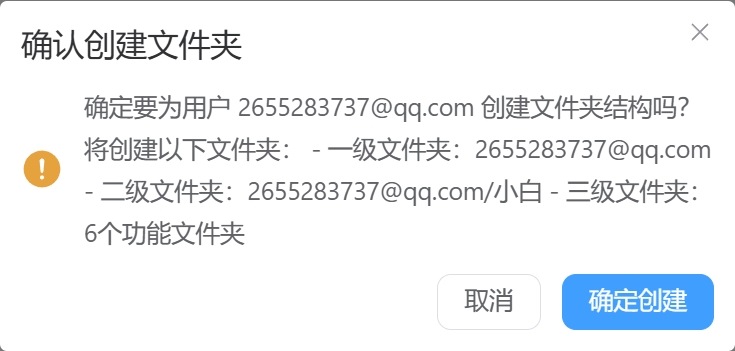 确认创建文件夹
确定要为用户 2655283737@qq.com 创建文件夹结构吗?
将创建以下文件夹： - 一级文件夹：2655283737@qq.com
- 二级文件夹：2655283737@qq.com/小白 - 三级文件夹：
6个功能文件夹
取消 确定创建